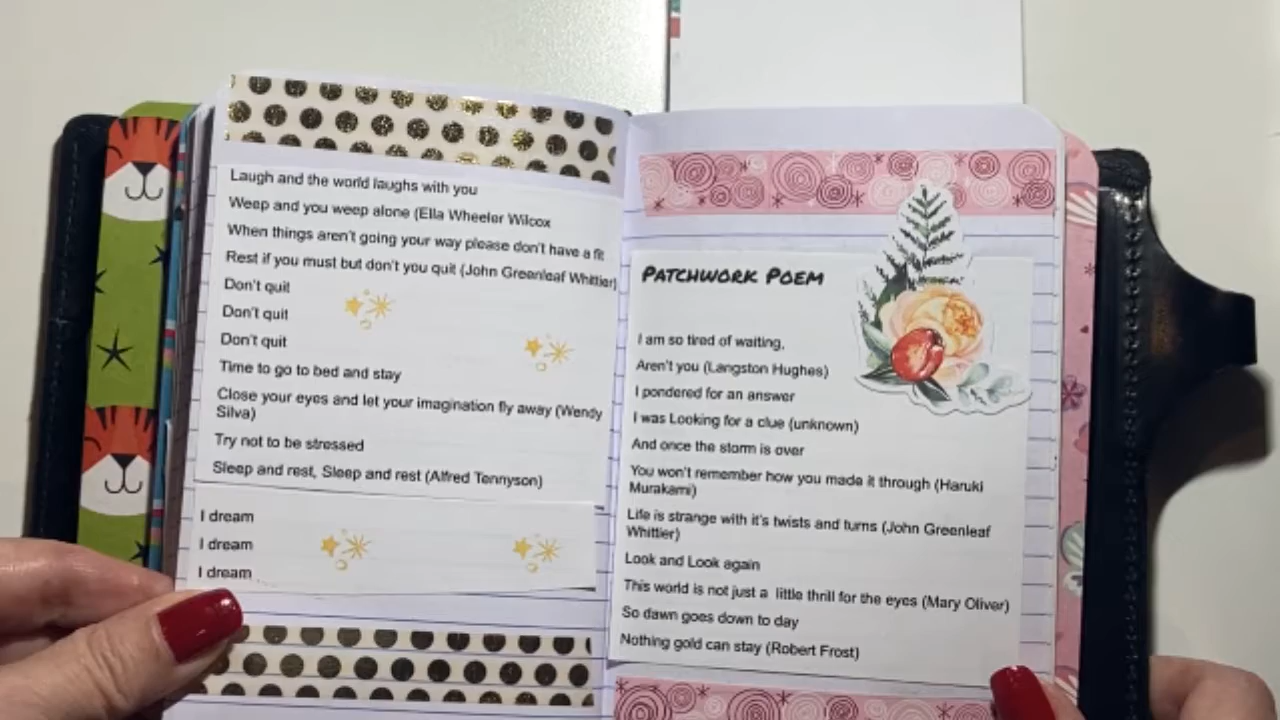 Laugh and the world laughs with you
Weep and you weep alone (Ella Wheeler Wilcox
When things aren't going your way please don't have a fit
Rest if you must but don't you quit (John Greenleaf Whittier)
Don't quit
Don't quit
Don't quit
Time to go to bed and stay
Close your eyes and let your imagination fly away (Wendy
Silva)
Try not to be stressed
Sleep and rest, Sleep and rest (Alfred Tennyson)
I dream
I dream
I dream
PATCHWORK POEM
I am so tired of waiting,
Aren't you (Langston Hughes)
I pondered for an answer
I was Looking for a clue (unknown)
And once the storm is over
You won't remember how you made it through (Haruki
Murakami)
Life is strange with it's twists and turns (John Greenleaf
Whittier)
Look and Look again
This world is not just a little thrill for the eyes (Mary Oliver)
So dawn goes down to day
Nothing gold can stay (Robert Frost)